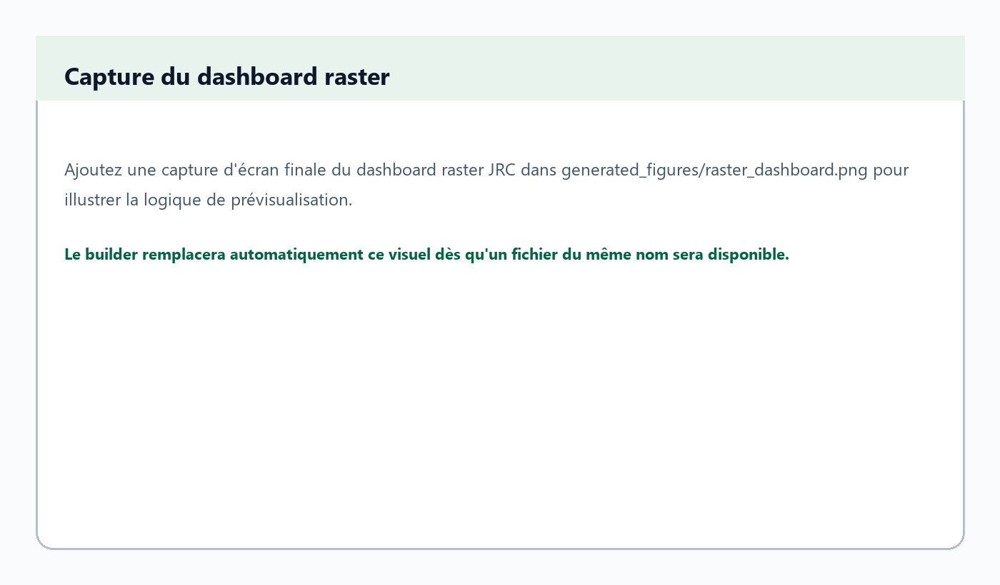 Capture du dashboard raster
Ajoutez une capture d'écran finale du dashboard raster JRC dans generated_figures/raster_dashboard.png pour
illustrer la logique de prévisualisation.
Le builder remplacera automatiquement ce visuel dès qu'un fichier du même nom sera disponible.